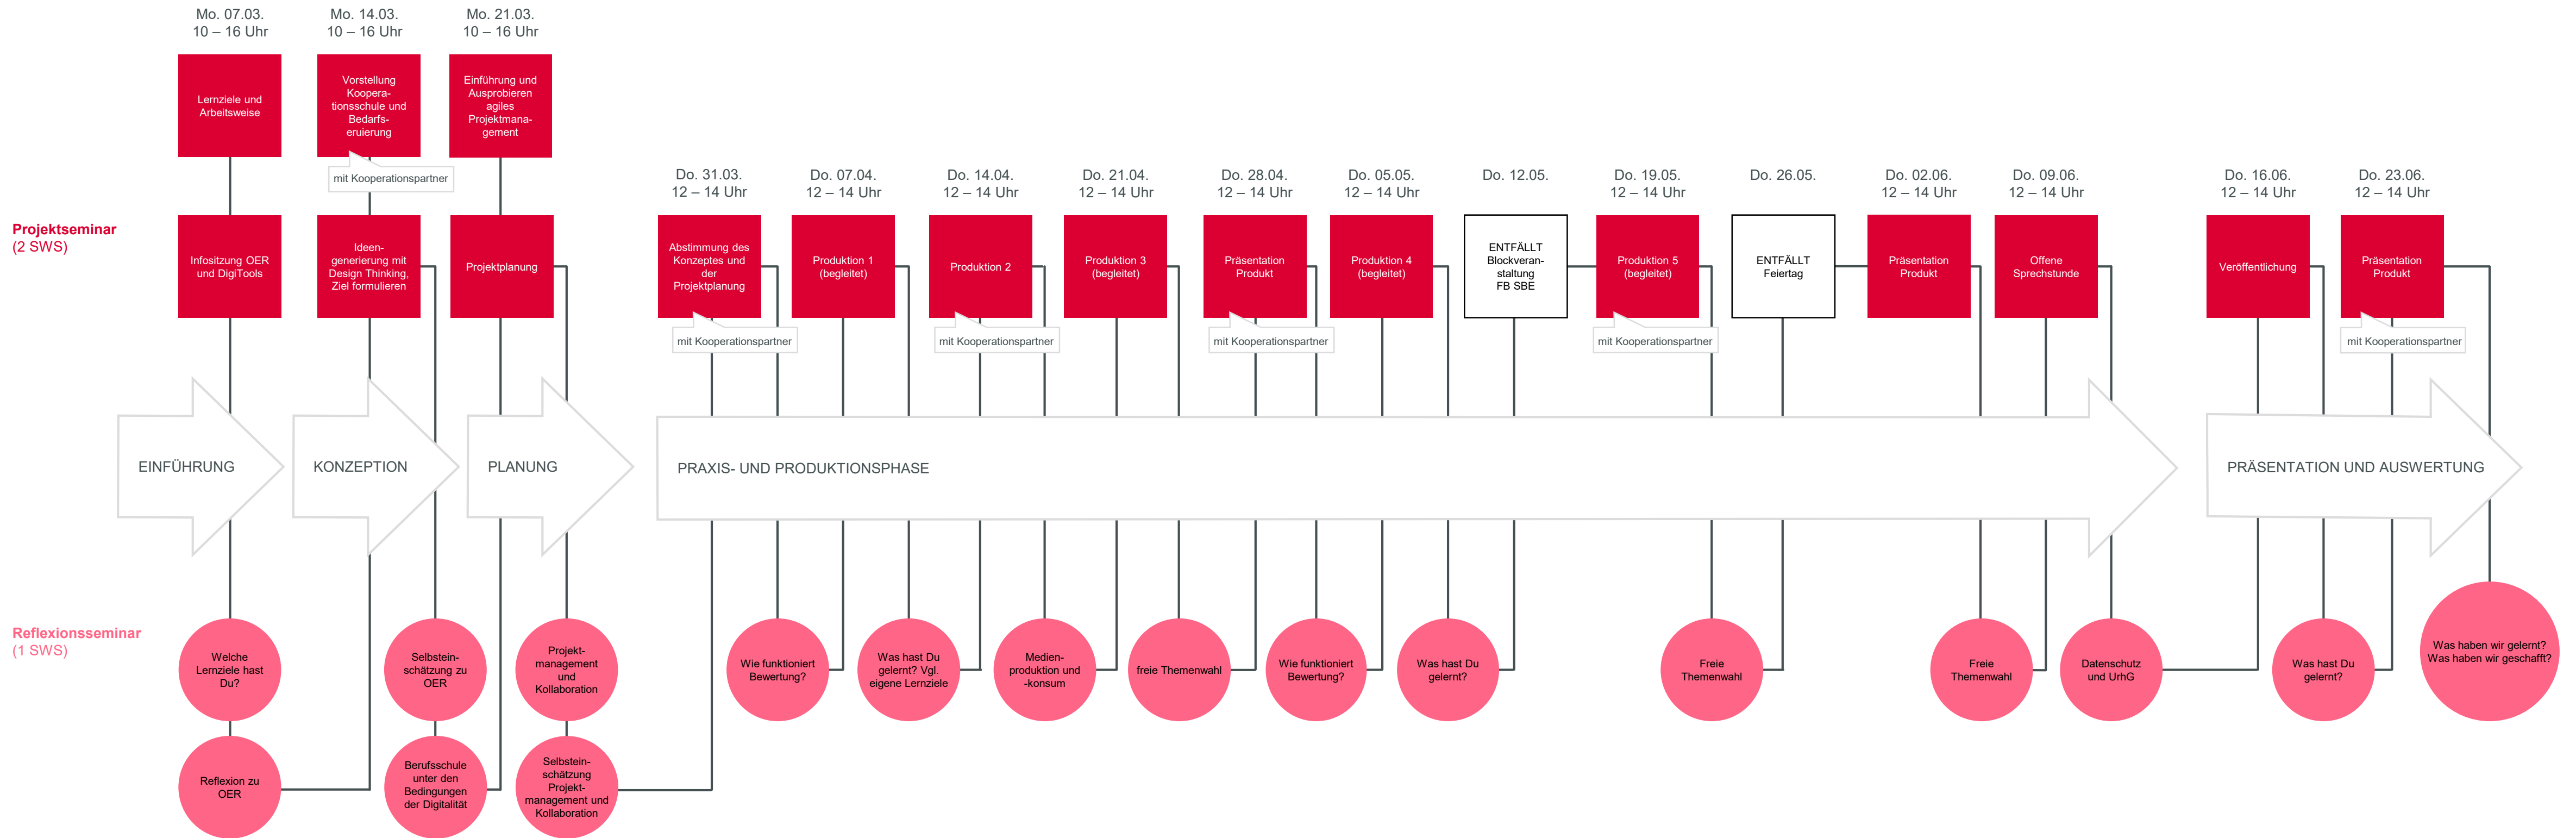 Mo. 07.03.
10 – 16 Uhr
Mo. 14.03.
10 – 16 Uhr
Mo. 21.03.
10 – 16 Uhr
Lernziele und
Arbeitsweise
Vorstellung
Koopera-
tionsschule und
Bedarfs-
eruierung
Einführung und
Ausprobieren
agiles
Projektmana-
gement
mit Kooperationspartner
Do. 31.03.
12 – 14 Uhr
Do. 07.04.
12 – 14 Uhr
Do. 14.04.
12 – 14 Uhr
Do. 21.04.
12 – 14 Uhr
Do. 28.04.
12 – 14 Uhr
Do. 05.05.
12 – 14 Uhr
Do. 12.05.
Do. 19.05.
12 – 14 Uhr
Do. 26.05.
Do. 02.06.
12 – 14 Uhr
Do. 09.06.
12 – 14 Uhr
Do. 16.06.
12 – 14 Uhr
Do. 23.06.
12 – 14 Uhr
Projektseminar
(2 SWS)
Infositzung OER
und DigiTools
Ideen-
generierung mit
Design Thinking,
Ziel formulieren
Projektplanung
Abstimmung des
Konzeptes und
der
Projektplanung
Produktion 1
(begleitet)
Produktion 2
Produktion 3
(begleitet)
Präsentation
Produkt
Produktion 4
(begleitet)
ENTFÄLLT
Blockveran-
staltung
FB SBE
Produktion 5
(begleitet)
ENTFÄLLT
Feiertag
Präsentation
Produkt
Offene
Sprechstunde
Veröffentlichung
Präsentation
Produkt
mit Kooperationspartner
mit Kooperationspartner
mit Kooperationspartner
mit Kooperationspartner
mit Kooperationspartner
EINFÜHRUNG
KONZEPTION
PLANUNG
PRAXIS- UND PRODUKTIONSPHASE
PRÄSENTATION UND AUSWERTUNG
Reflexionsseminar
(1 SWS)
Welche
Lernziele hast
Du?
Selbstein-
schätzung zu
OER
Projekt-
management
und
Kollaboration
Wie funktioniert
Bewertung?
Was hast Du
gelernt? Vgl.
eigene Lernziele
Medien-
produktion und
-konsum
freie Themenwahl
Wie funktioniert
Bewertung?
Was hast Du
gelernt?
Freie
Themenwahl
Freie
Themenwahl
Datenschutz
und UrhG
Was hast Du
gelernt?
Was haben wir gelernt?
Was haben wir geschafft?
Reflexion zu
OER
Berufsschule
unter den
Bedingungen
der Digitalität
Selbstein-
schätzung
Projekt-
management und
Kollaboration